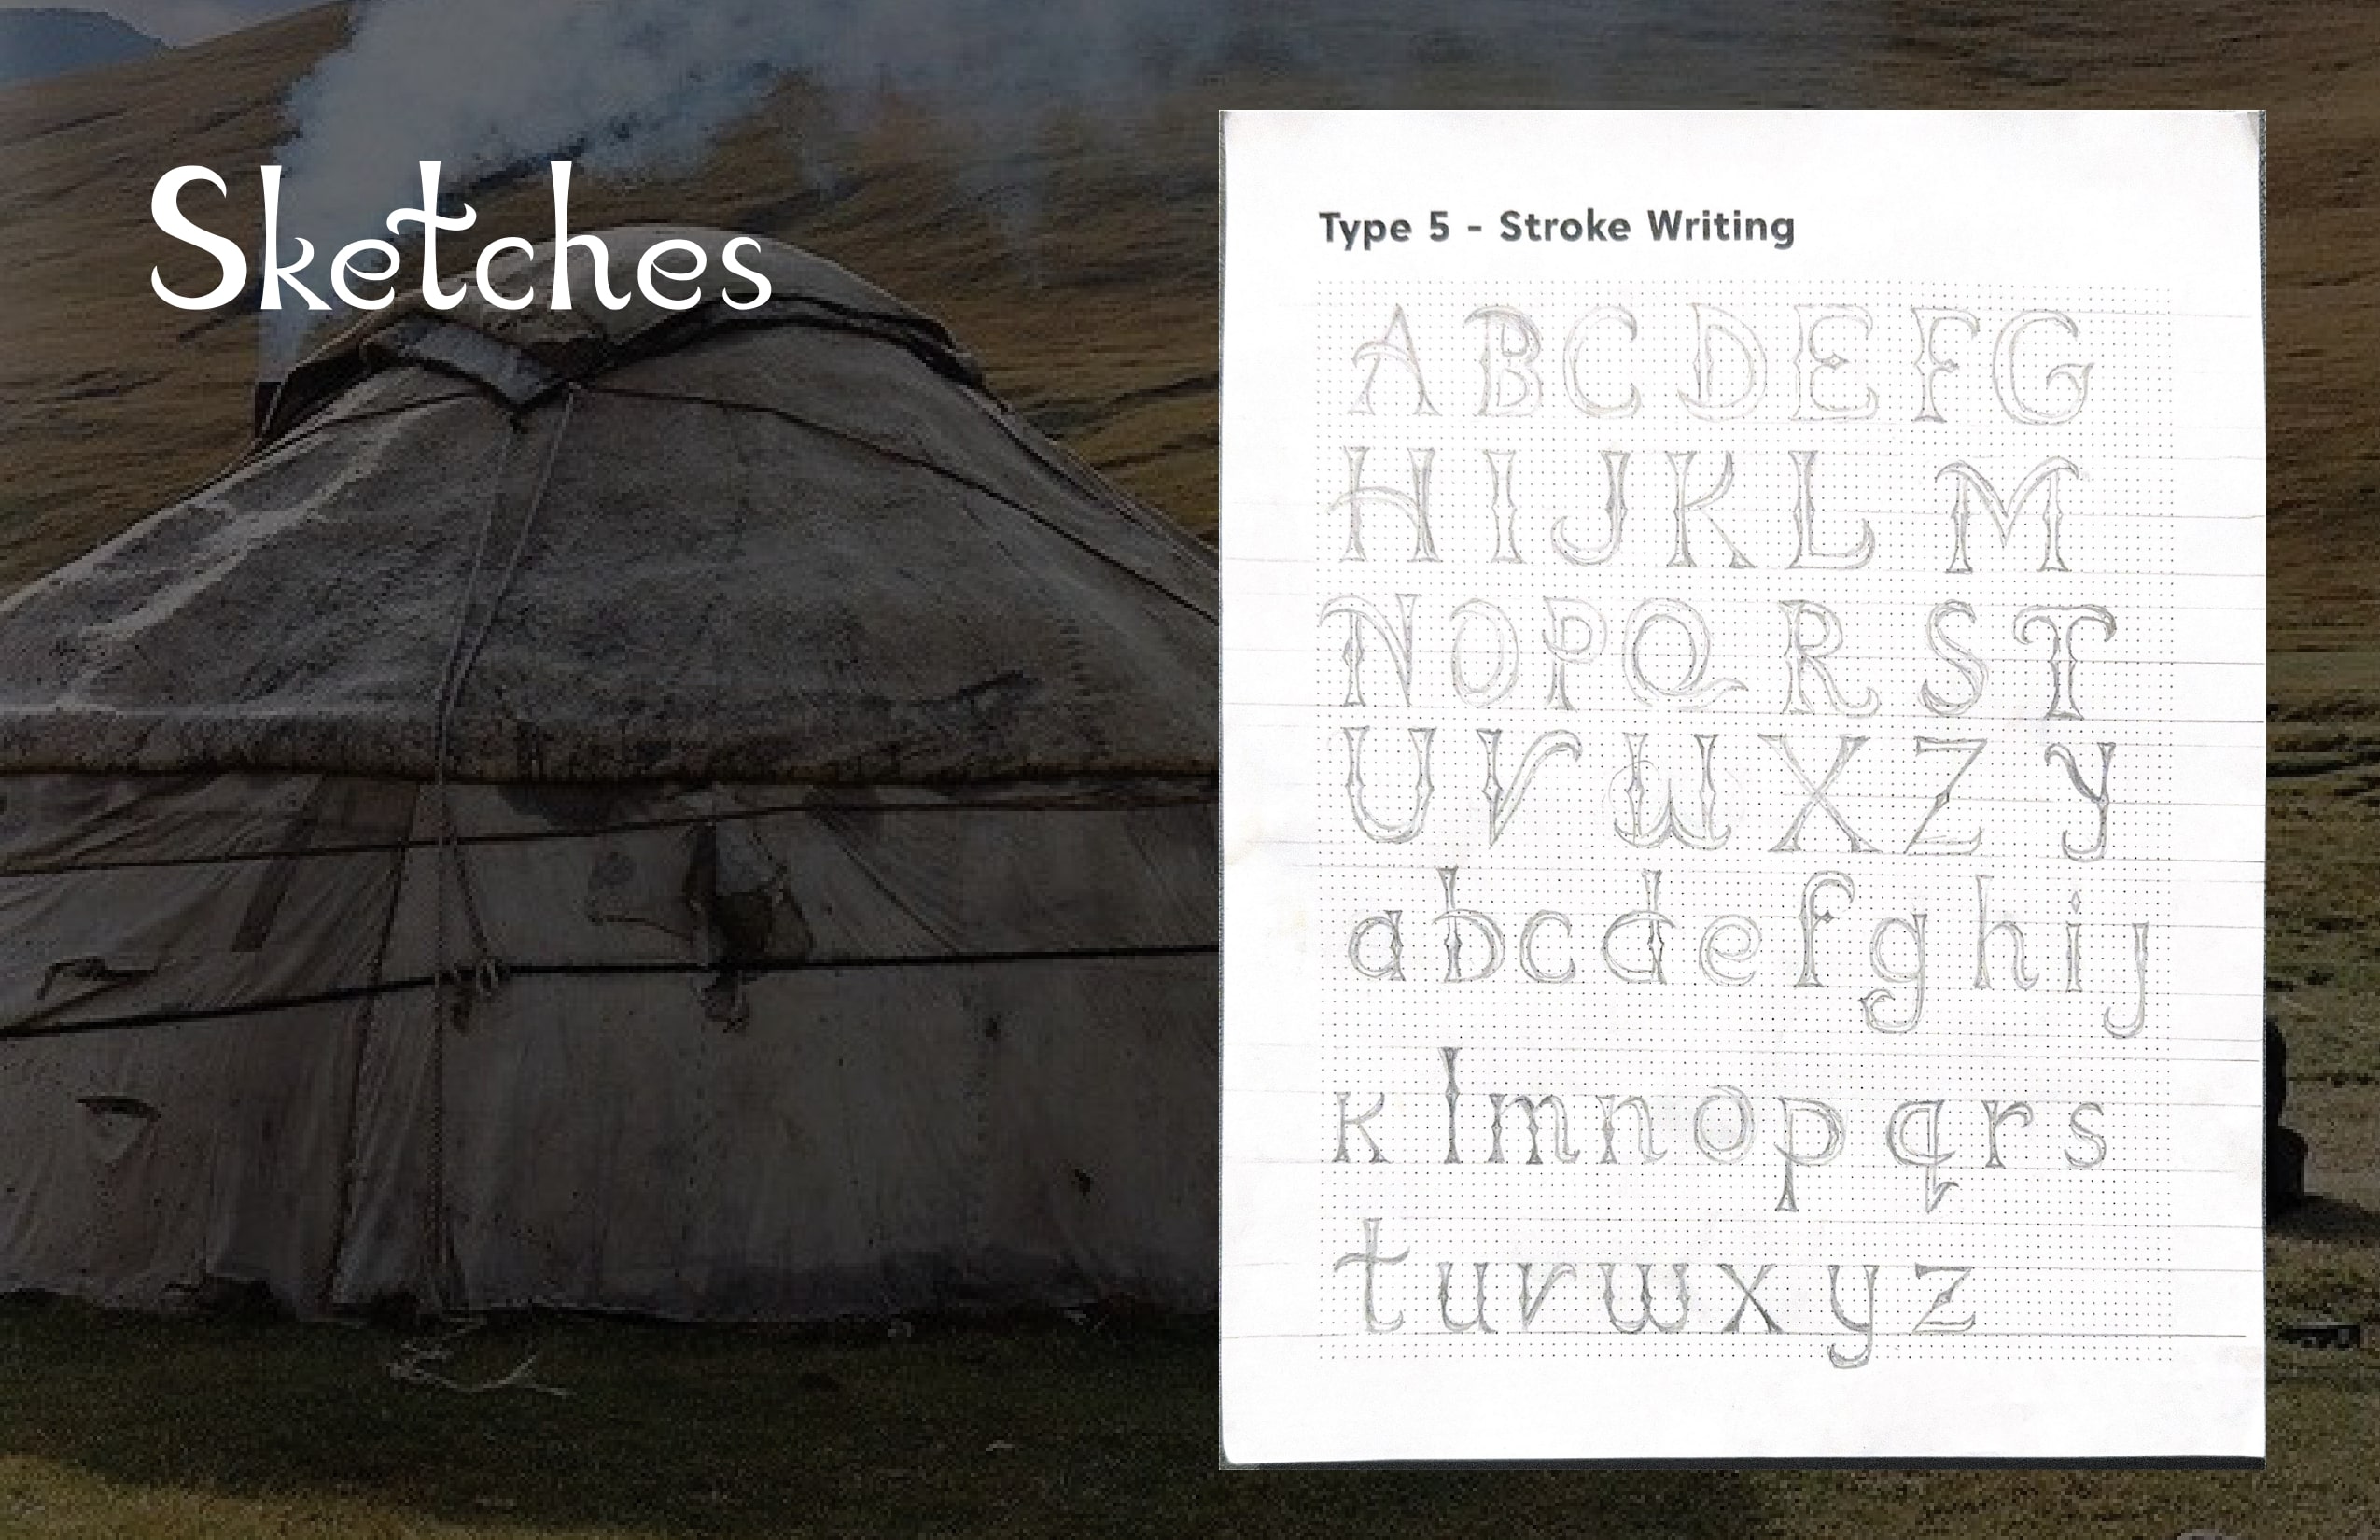 Sketches
Type 5 - Stroke Writing
A B C D E F G
H I J K L M
N O P Q R S T
U V W X Z Y
a b c d e f g h i j
k l m n o p q r s
t u v w x y z